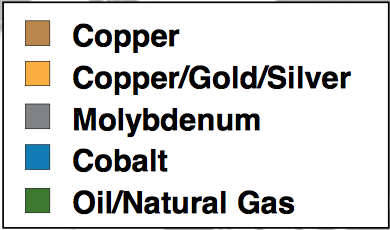 Copper
Copper/Gold/Silver
Molybdenum
Cobalt
Oil/Natural Gas